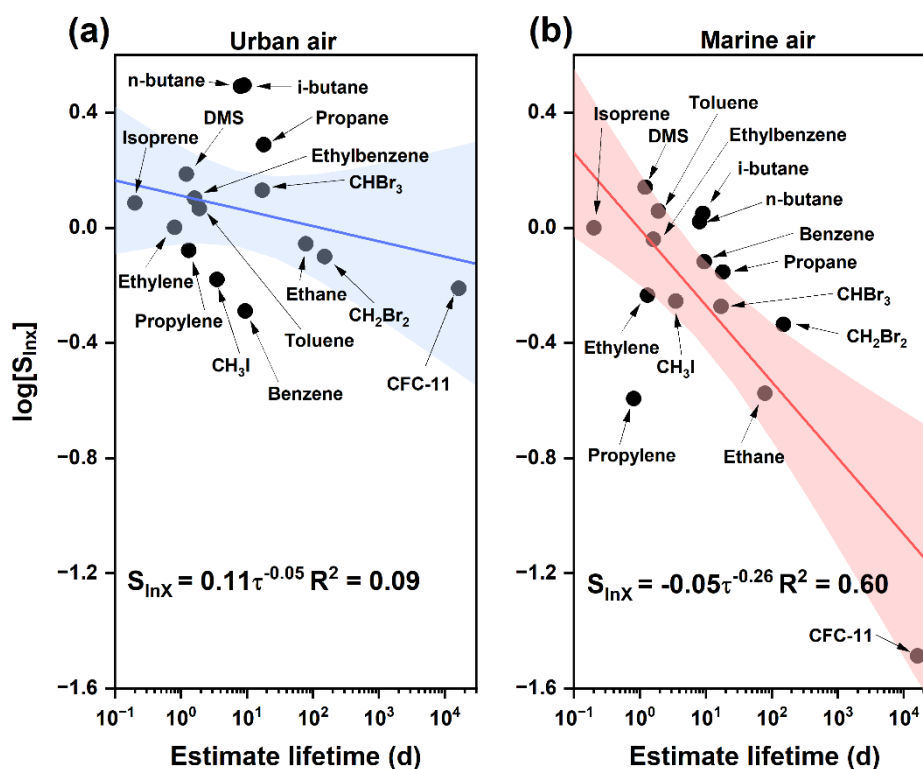 (a) Urban air
n-butane
i-butane
DMS
Propane
Isoprene
Ethylbenzene
CHBr₃
Ethylene
Ethane
CH₂Br₂
Propylene
Toluene
CH₃I
Benzene
CFC-11
S_lnX = 0.11τ^-0.05 R² = 0.09
log[S_lnx]
0.4
0.0
−0.4
−0.8
−1.2
−1.6
10⁻¹ 10⁰ 10¹ 10² 10³ 10⁴
Estimate lifetime (d)
(b) Marine air
Toluene
Isoprene
Ethylbenzene
DMS
i-butane
n-butane
Benzene
Propane
CHBr₃
Ethylene
CH₂Br₂
CH₃I
Propylene
Ethane
S_lnX = -0.05τ^-0.26 R² = 0.60
CFC-11
0.4
0.0
−0.4
−0.8
−1.2
−1.6
10⁻¹ 10⁰ 10¹ 10² 10³ 10⁴
Estimate lifetime (d)